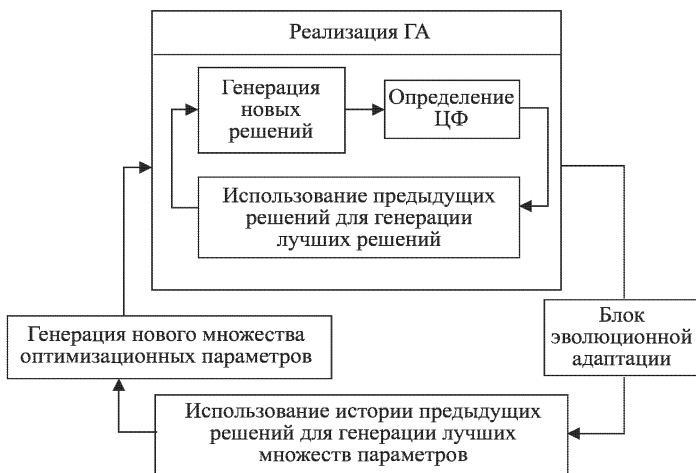 Реализация ГА
Генерация
новых
решений
Определение
ЦФ
Использование предыдущих
решений для генерации
лучших решений
Генерация нового множества
оптимизационных параметров
Блок
эволюционной
адаптации
Использование истории предыдущих
решений для генерации лучших
множеств параметров